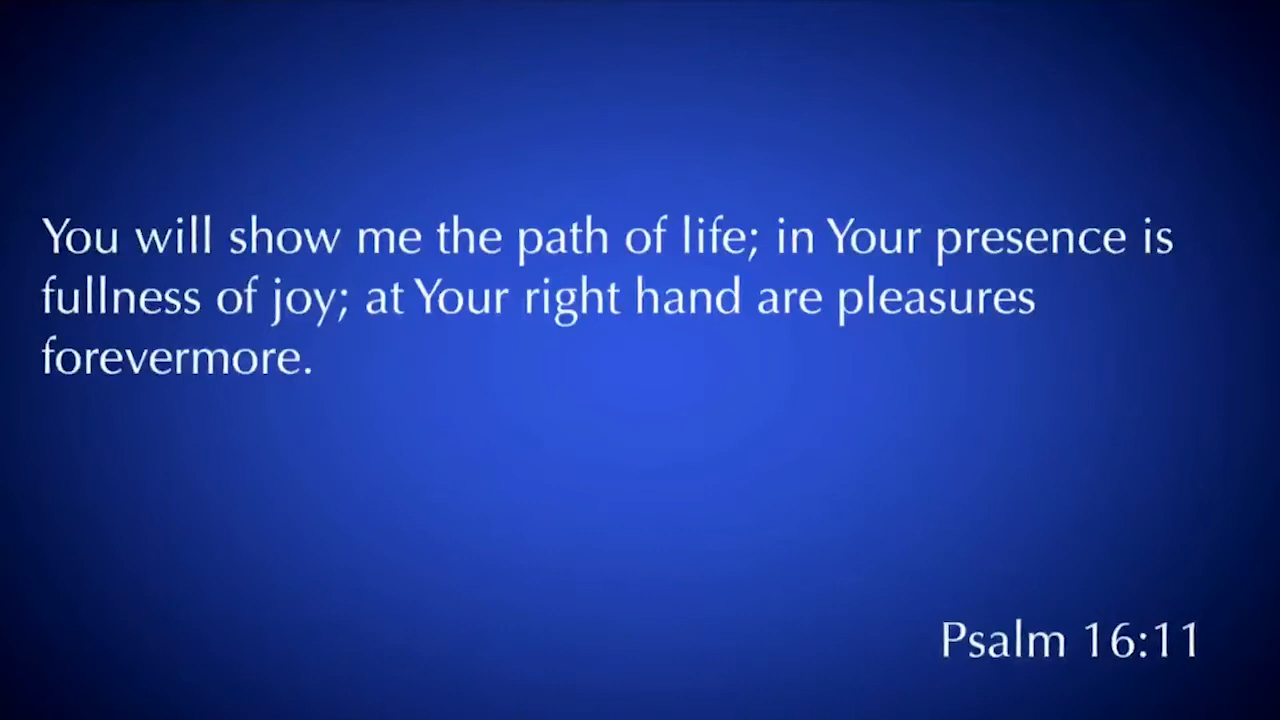 You will show me the path of life; in Your presence is
fullness of joy; at Your right hand are pleasures
forevermore.
Psalm 16:11